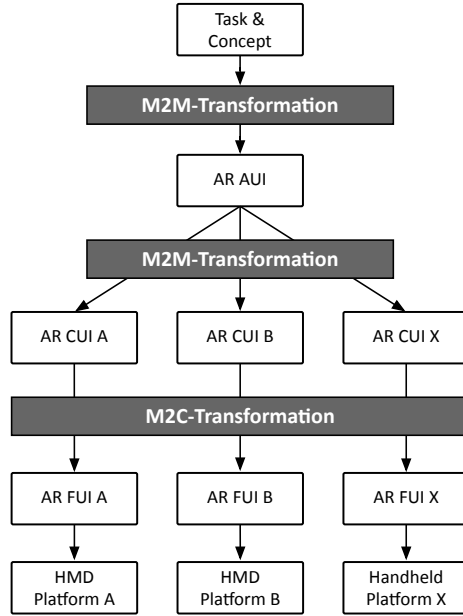 Task &
Concept
M2M-Transformation
AR AUI
M2M-Transformation
AR CUI A
AR CUI B
AR CUI X
M2C-Transformation
AR FUI A
AR FUI B
AR FUI X
HMD
Platform A
HMD
Platform B
Handheld
Platform X